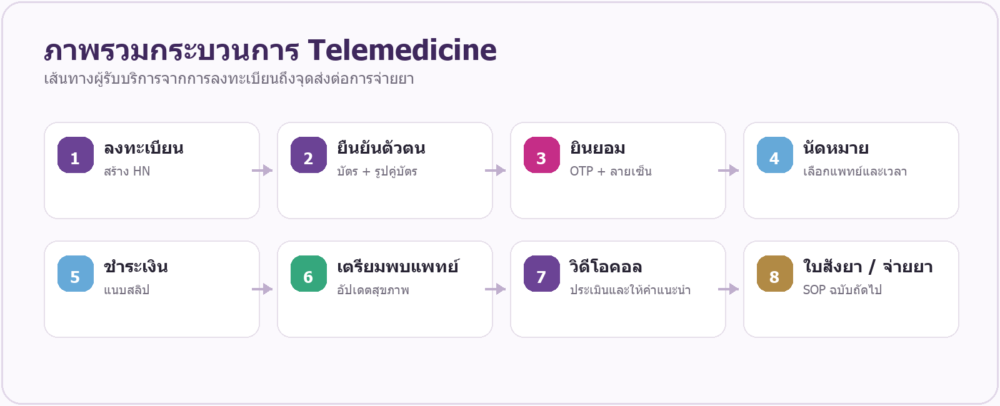 ภาพรวมกระบวนการ Telemedicine
เส้นทางผู้รับบริการจากการลงทะเบียนถึงจุดส่งต่อการจ่ายยา
1
ลงทะเบียน
สร้าง HN
2
ยืนยันตัวตน
บัตร + รูปคู่บัตร
3
ยินยอม
OTP + ลายเซ็น
4
นัดหมาย
เลือกแพทย์และเวลา
5
ชำระเงิน
แนบสลิป
6
เตรียมพบแพทย์
อัปเดตสุขภาพ
7
วิดีโอคอล
ประเมินและให้คำแนะนำ
8
ใบสั่งยา / จ่ายยา
SOP ฉบับถัดไป